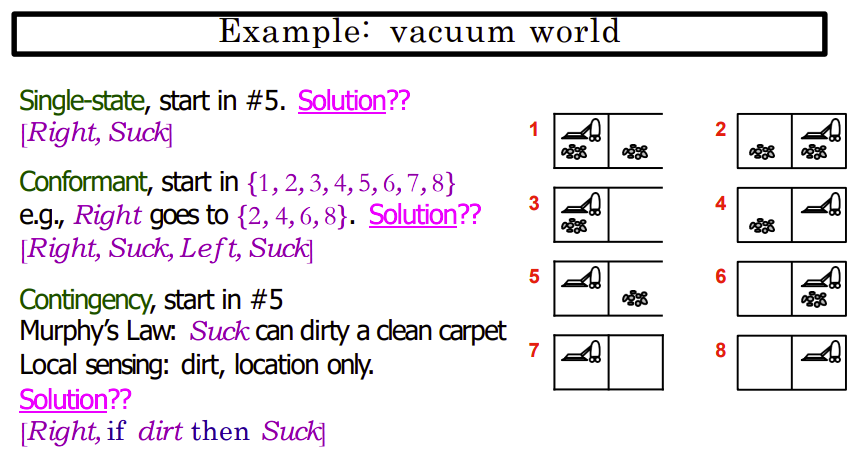 Example: vacuum world
Single-state, start in #5. Solution??
[Right, Suck]
Conformant, start in {1, 2, 3, 4, 5, 6, 7, 8}
e.g., Right goes to {2, 4, 6, 8}. Solution??
[Right, Suck, Left, Suck]
Contingency, start in #5
Murphy's Law: Suck can dirty a clean carpet
Local sensing: dirt, location only.
Solution??
[Right, if dirt then Suck]
1 2
3 4
5 6
7 8